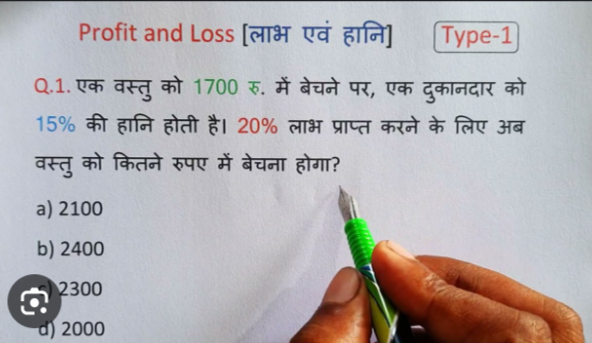 Profit and Loss [लाभ एवं हानि] Type-1
Q.1. एक वस्तु को 1700 रु. में बेचने पर, एक दुकानदार को
15% की हानि होती है। 20% लाभ प्राप्त करने के लिए अब
वस्तु को कितने रुपए में बेचना होगा?
a) 2100
b) 2400
2300
d) 2000